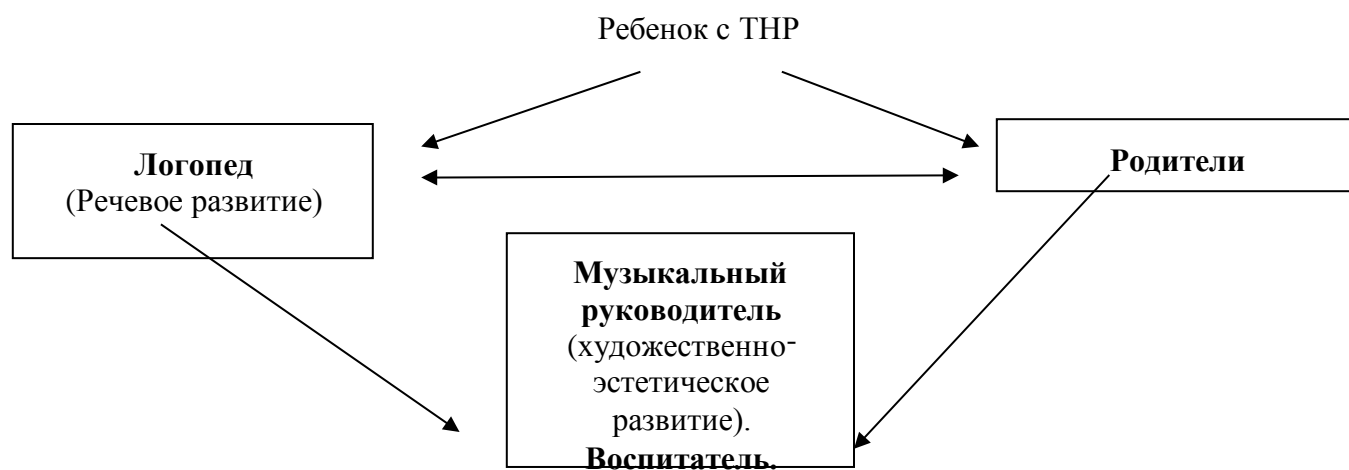 Ребенок с ТНР
Логопед
(Речевое развитие)
Родители
Музыкальный
руководитель
(художественно-
эстетическое
развитие).
Воспитатель.